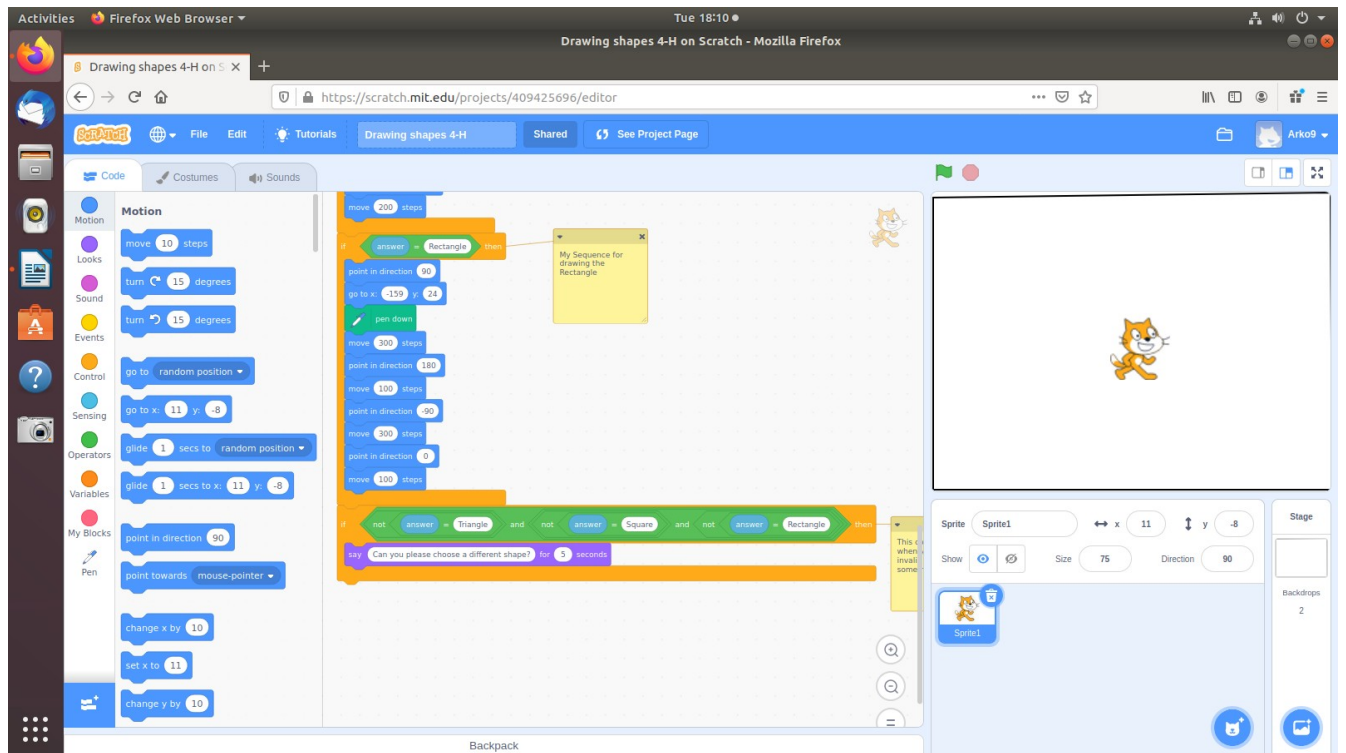 Activities Firefox Web Browser Tue 18:10
Drawing shapes 4-H on Scratch - Mozilla Firefox
Drawing shapes 4-H on S
https://scratch.mit.edu/projects/409425696/editor
SCRATCH File Edit Tutorials Drawing shapes 4-H Shared See Project Page Arko9
Code Costumes Sounds
Motion
Looks
Sound
Events
Control
Sensing
Operators
Variables
My Blocks
Pen
Motion
move 10 steps
turn 15 degrees
turn 15 degrees
go to random position
go to x: 11 y: -8
glide 1 secs to random position
glide 1 secs to x: 11 y: -8
point in direction 90
point towards mouse-pointer
change x by 10
set x to 11
change y by 10
move 200 steps
if answer = Rectangle then
point in direction 90
go to x: -159 y: 24
pen down
move 300 steps
point in direction 180
move 100 steps
point in direction -90
move 300 steps
point in direction 0
move 100 steps
if not answer = Triangle and not answer = Square and not answer = Rectangle then
say Can you please choose a different shape? for 5 seconds
My Sequence for
drawing the
Rectangle
This
when
invali
some
Sprite Sprite1 x 11 y -8
Show Size 75 Direction 90
Sprite1
Stage
Backdrops
2
Backpack